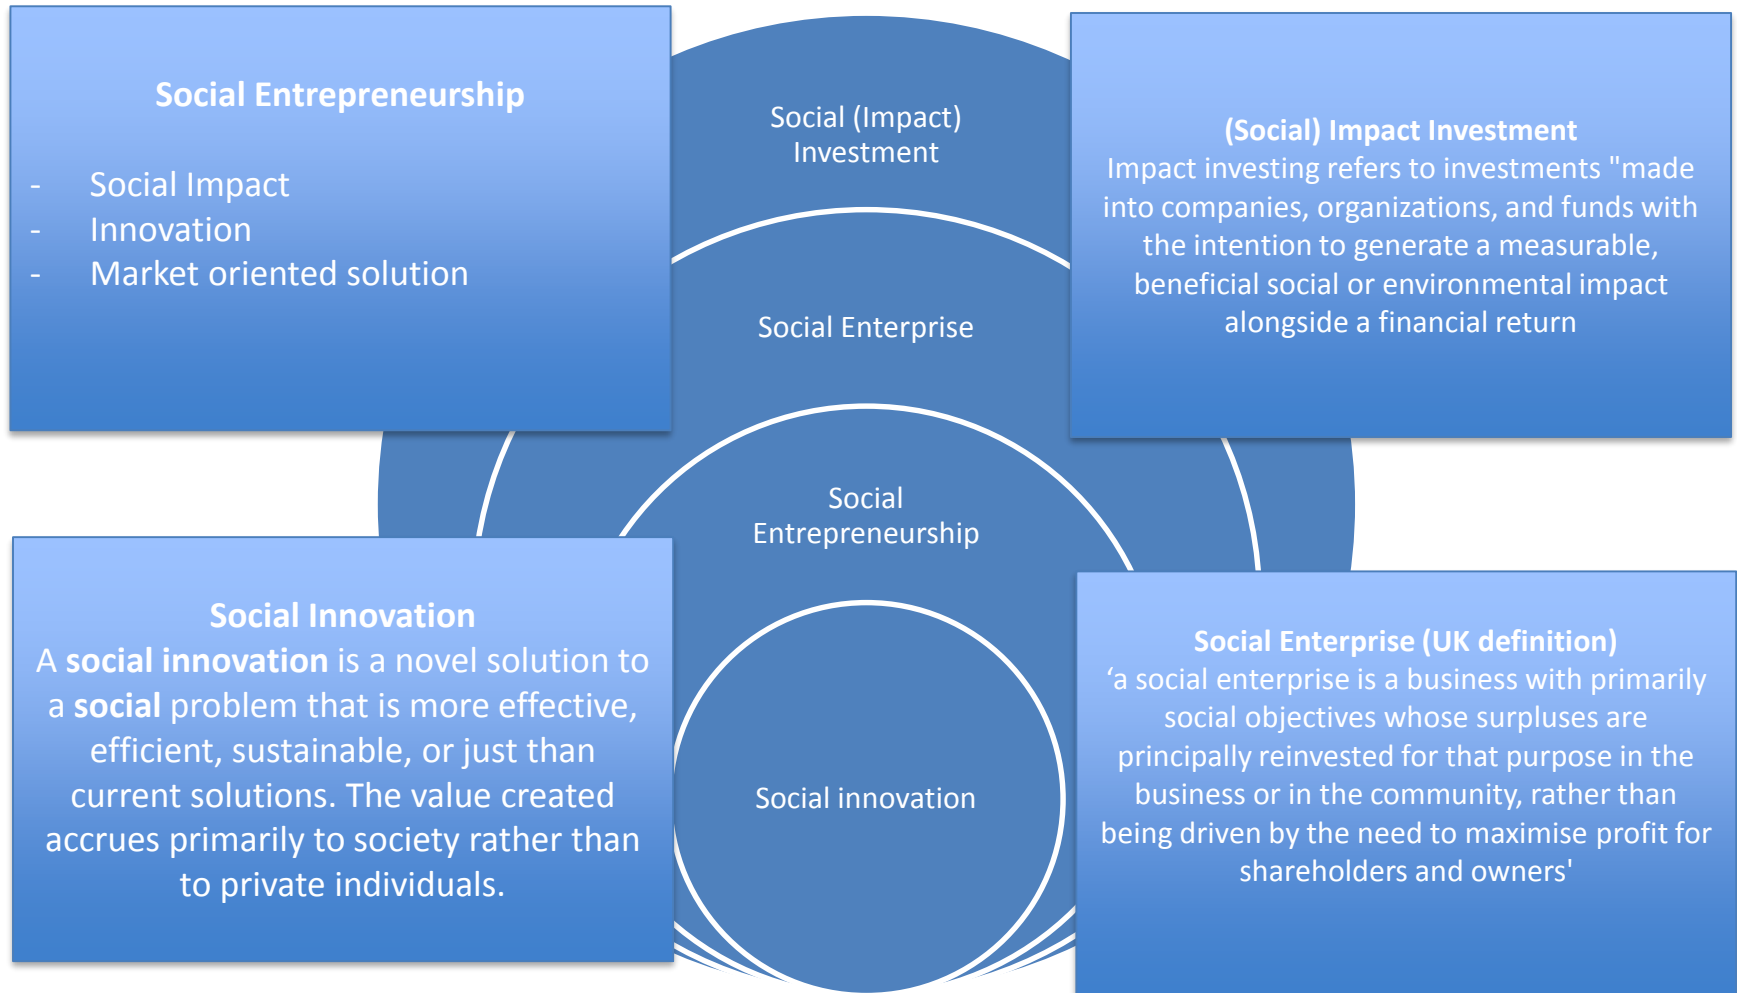 Social Entrepreneurship
- Social Impact
- Innovation
- Market oriented solution
Social (Impact)
Investment
Social Enterprise
Social
Entrepreneurship
Social innovation
(Social) Impact Investment
Impact investing refers to investments "made
into companies, organizations, and funds with
the intention to generate a measurable,
beneficial social or environmental impact
alongside a financial return
Social Innovation
A social innovation is a novel solution to
a social problem that is more effective,
efficient, sustainable, or just than
current solutions. The value created
accrues primarily to society rather than
to private individuals.
Social Enterprise (UK definition)
‘a social enterprise is a business with primarily
social objectives whose surpluses are
principally reinvested for that purpose in the
business or in the community, rather than
being driven by the need to maximise profit for
shareholders and owners'